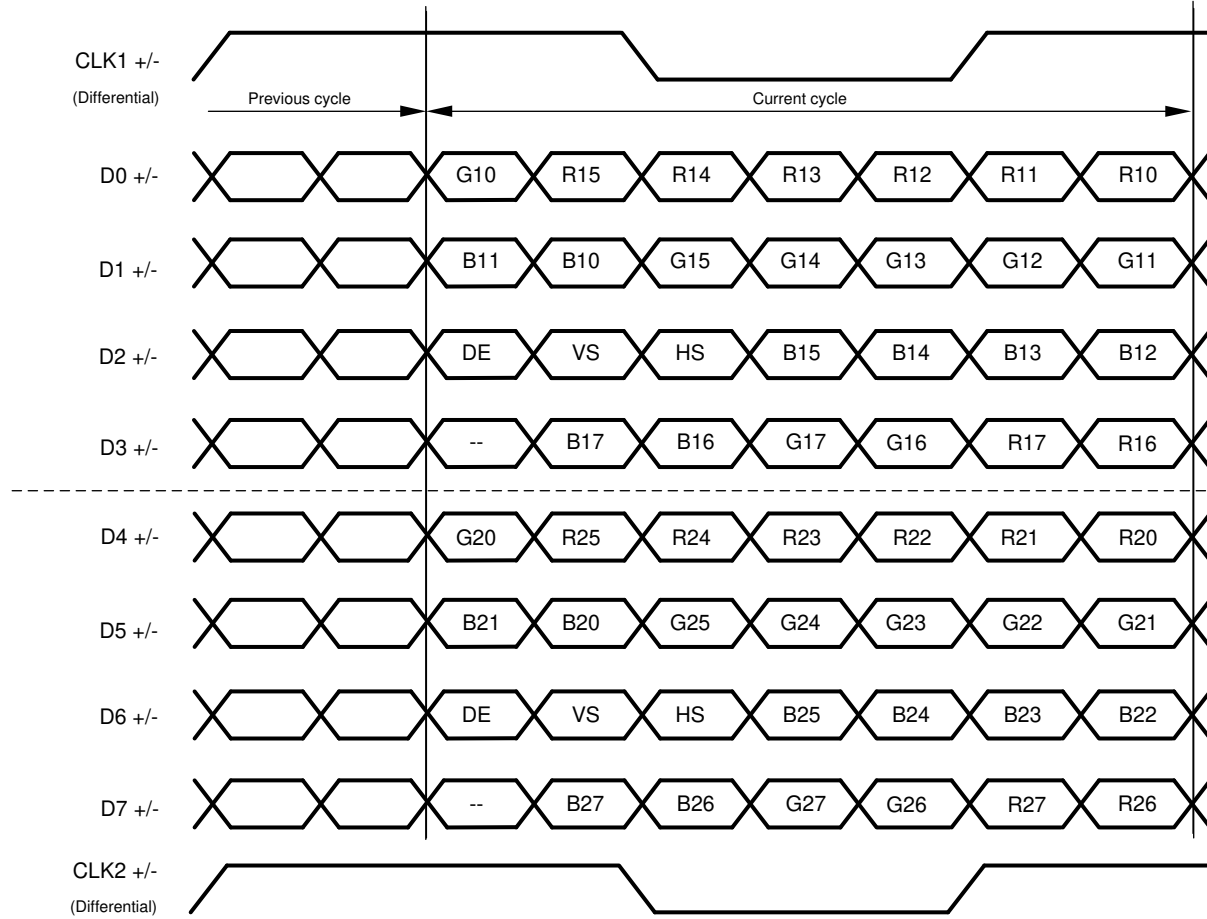 CLK1 +/-
(Differential)
Previous cycle Current cycle
D0 +/- G10 R15 R14 R13 R12 R11 R10
D1 +/- B11 B10 G15 G14 G13 G12 G11
D2 +/- DE VS HS B15 B14 B13 B12
D3 +/- -- B17 B16 G17 G16 R17 R16
D4 +/- G20 R25 R24 R23 R22 R21 R20
D5 +/- B21 B20 G25 G24 G23 G22 G21
D6 +/- DE VS HS B25 B24 B23 B22
D7 +/- -- B27 B26 G27 G26 R27 R26
CLK2 +/-
(Differential)